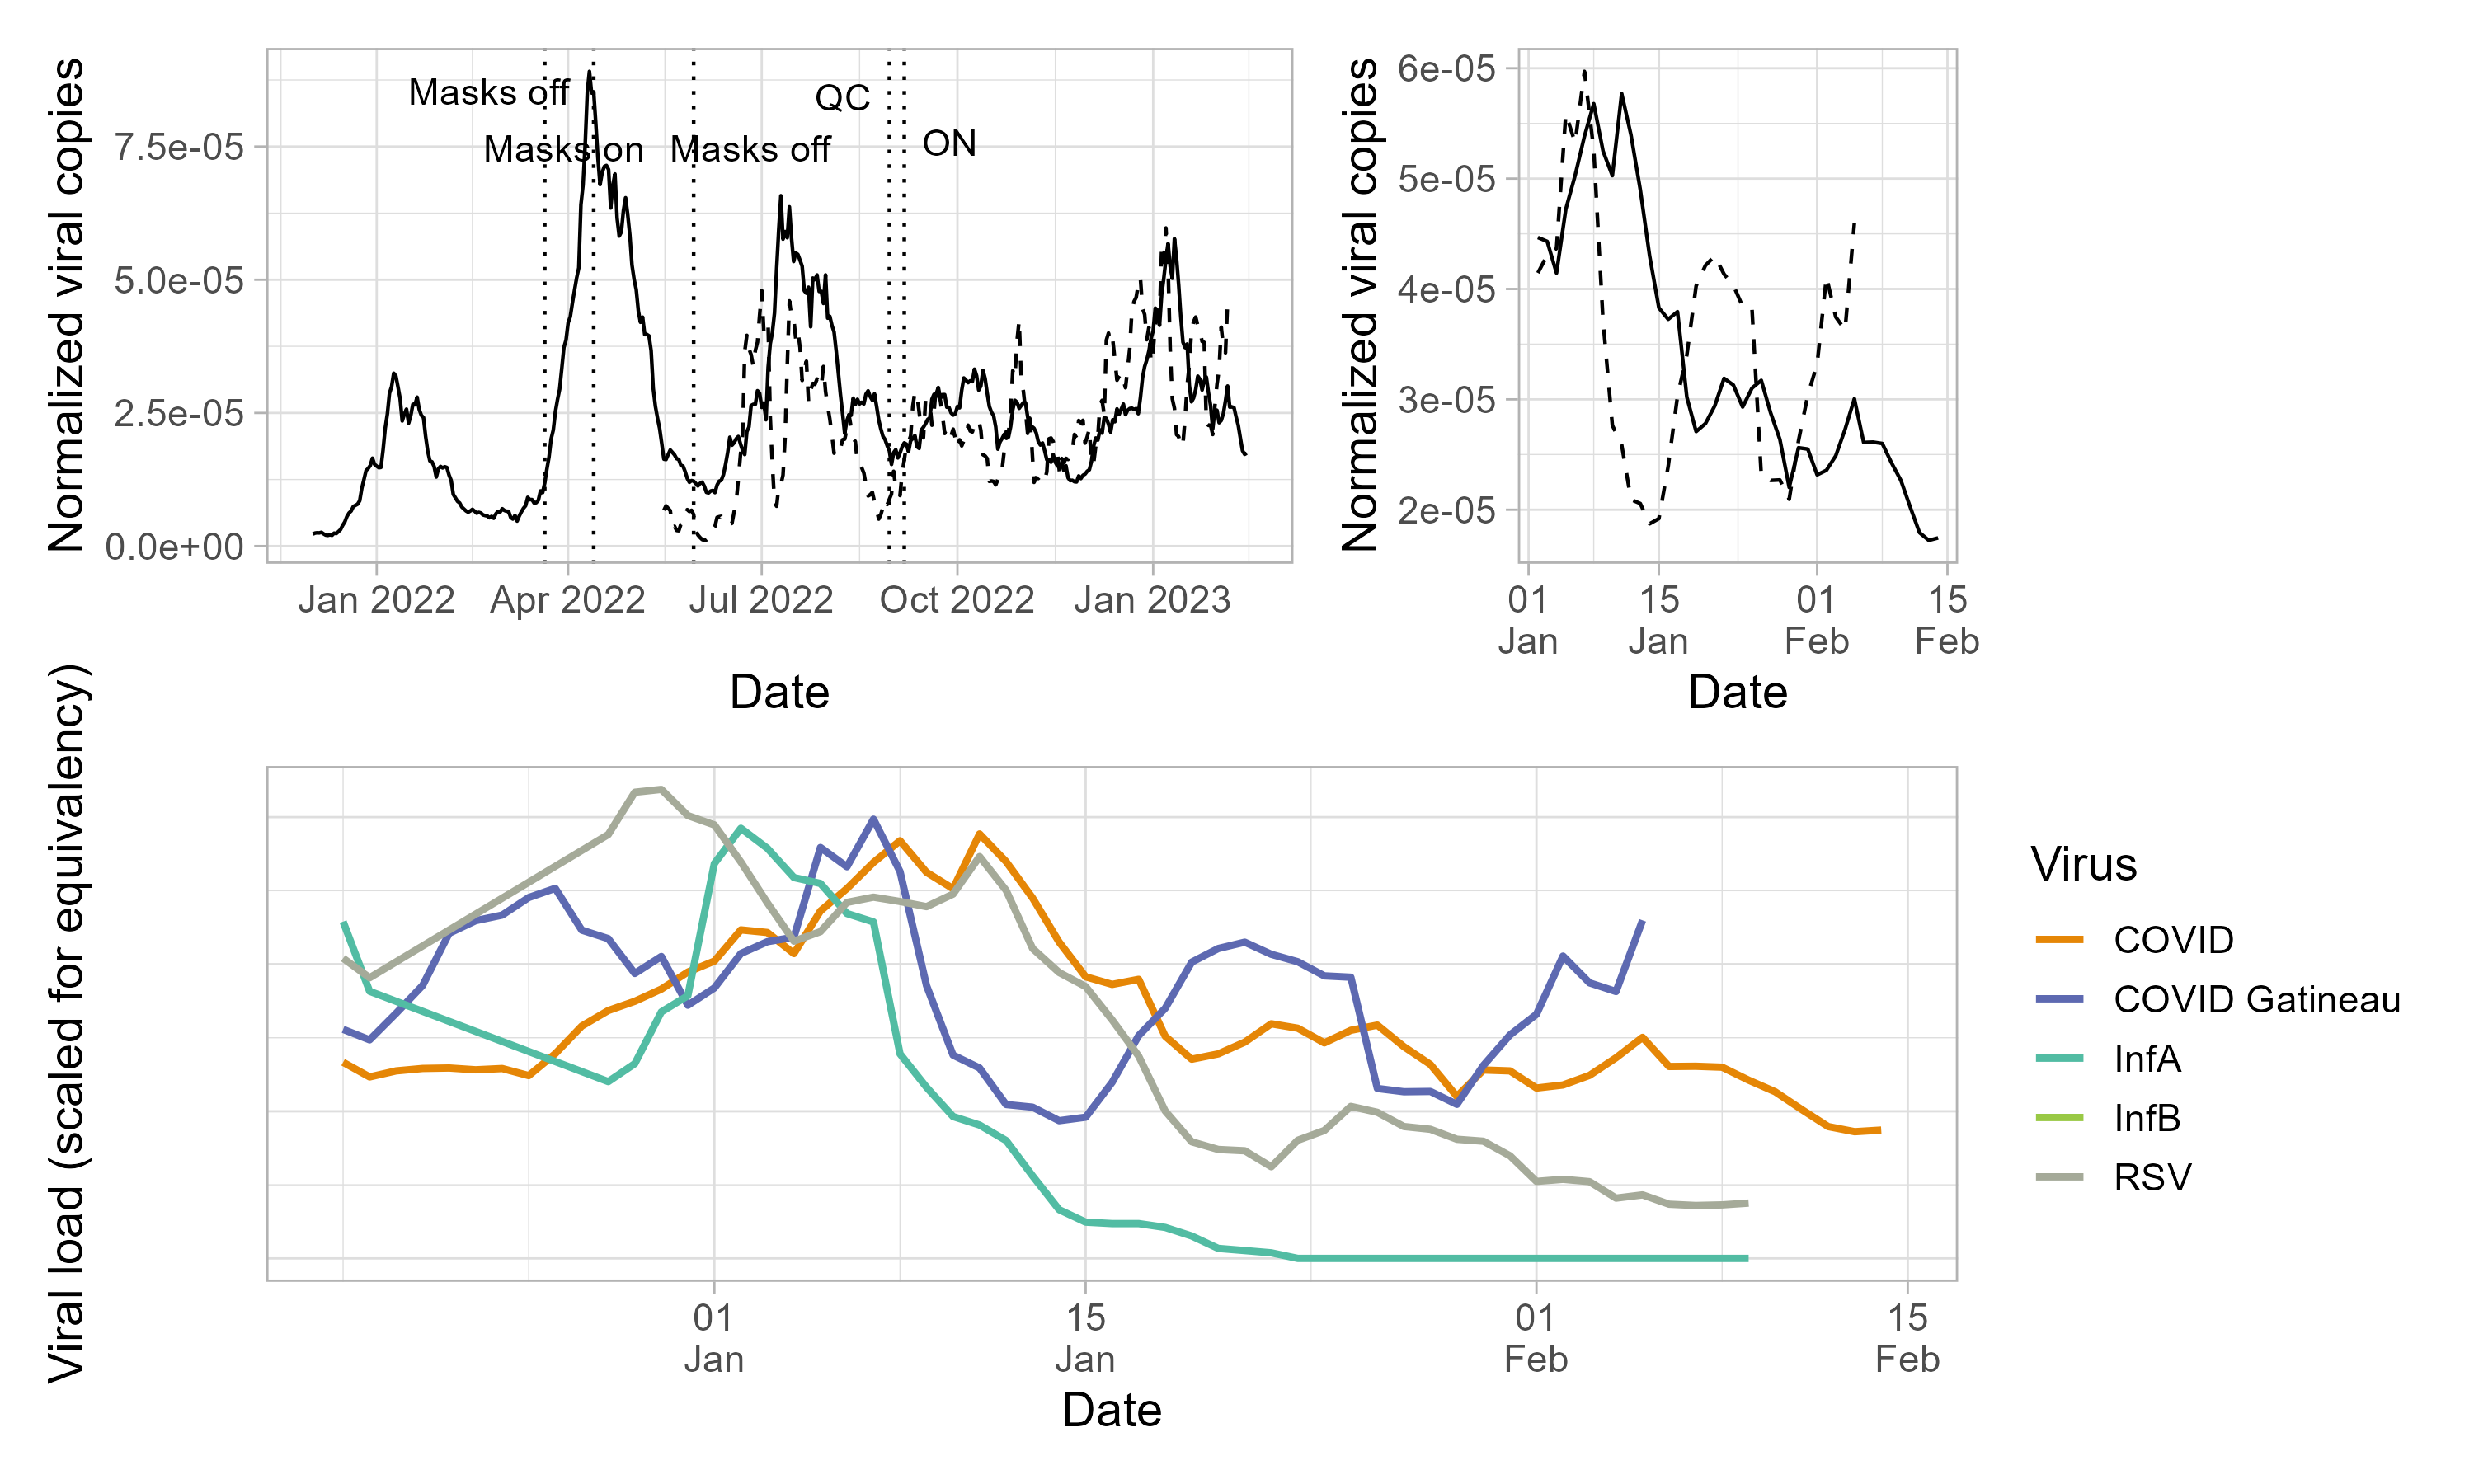 Normalized viral copies
7.5e-05
5.0e-05
2.5e-05
0.0e+00
Masks off
Masks on
Masks off
QC
ON
Jan 2022
Apr 2022
Jul 2022
Oct 2022
Jan 2023
Date
Normalized viral copies
6e-05
5e-05
4e-05
3e-05
2e-05
01
Jan
15
Jan
01
Feb
15
Feb
Date
Viral load (scaled for equivalency)
01
Jan
15
Jan
01
Feb
15
Feb
Date
Virus
COVID
COVID Gatineau
InfA
InfB
RSV